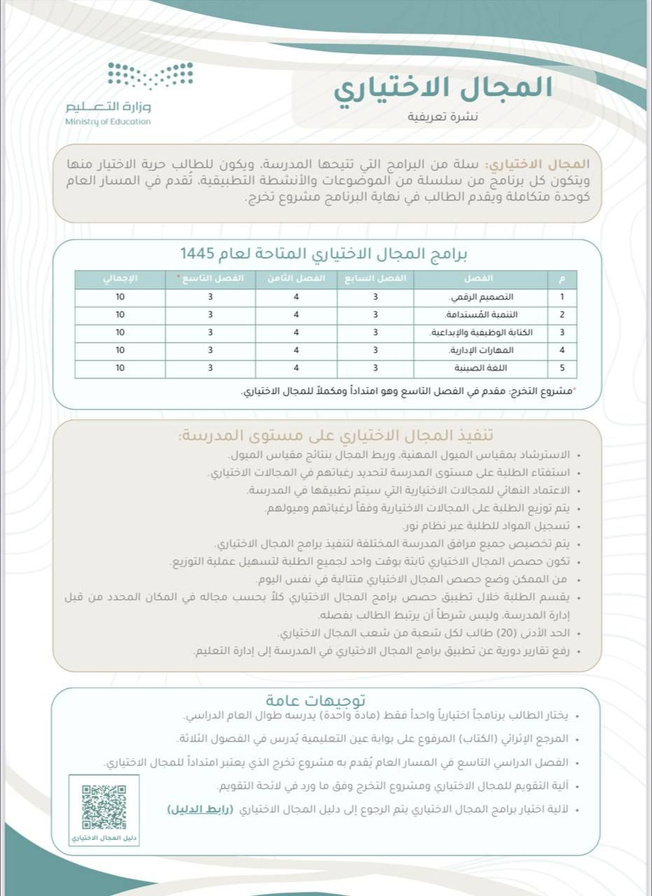 وزارة التعليم
Ministry of Education
المجال الاختياري
نشرة تعريفية
المجال الاختياري: سلة من البرامج التي تتيحها المدرسة، ويكون للطالب حرية الاختيار منها
ويتكون كل برنامج من سلسلة من الموضوعات والأنشطة التطبيقية، تُقدم في المسار العام
كوحدة متكاملة ويقدم الطالب في نهاية البرنامج مشروع تخرج.
برامج المجال الاختياري المتاحة لعام 1445
م الفصل الفصل السابع الفصل الثامن الفصل التاسع* الإجمالي
1 التصميم الرقمي. 3 4 3 10
2 التنمية المُستدامة. 3 4 3 10
3 الكتابة الوظيفية والإبداعية. 3 4 3 10
4 المهارات الإدارية. 3 4 3 10
5 اللغة الصينية 3 4 3 10
*مشروع التخرج: مقدم في الفصل التاسع وهو امتداداً ومكملاً للمجال الاختياري.
تنفيذ المجال الاختياري على مستوى المدرسة:
• الاسترشاد بمقياس الميول المهنية، وربط المجال بنتائج مقياس الميول.
• استفتاء الطلبة على مستوى المدرسة لتحديد رغباتهم في المجالات الاختياري.
• الاعتماد النهائي للمجالات الاختيارية التي سيتم تطبيقها في المدرسة.
• يتم توزيع الطلبة على المجالات الاختيارية وفقاً لرغباتهم وميولهم.
• تسجيل المواد للطلبة عبر نظام نور.
• يتم تخصيص جميع مرافق المدرسة المختلفة لتنفيذ برامج المجال الاختياري.
• تكون حصص المجال الاختياري ثابتة بوقت واحد لجميع الطلبة لتسهيل عملية التوزيع.
• من الممكن وضع حصص المجال الاختياري متتالية في نفس اليوم.
• يقسم الطلبة خلال تطبيق حصص برامج المجال الاختياري كلاً بحسب مجاله في المكان المحدد من قبل
إدارة المدرسة، وليس شرطاً أن يرتبط الطالب بفصله.
• الحد الأدنى (20) طالب لكل شعبة من شعب المجال الاختياري.
• رفع تقارير دورية عن تطبيق برامج المجال الاختياري في المدرسة إلى إدارة التعليم.
توجيهات عامة
• يختار الطالب برنامجاً اختيارياً واحداً فقط (مادة واحدة) يدرسه طوال العام الدراسي.
• المرجع الإثرائي (الكتاب) المرفوع على بوابة عين التعليمية يُدرس في الفصول الثلاثة.
• الفصل الدراسي التاسع في المسار العام يُقدم به مشروع تخرج الذي يعتبر امتداداً للمجال الاختياري.
• آلية التقويم للمجال الاختياري ومشروع التخرج وفق ما ورد في لائحة التقويم.
• لآلية اختيار برامج المجال الاختياري يتم الرجوع إلى دليل المجال الاختياري (رابط الدليل)
دليل المجال الاختياري